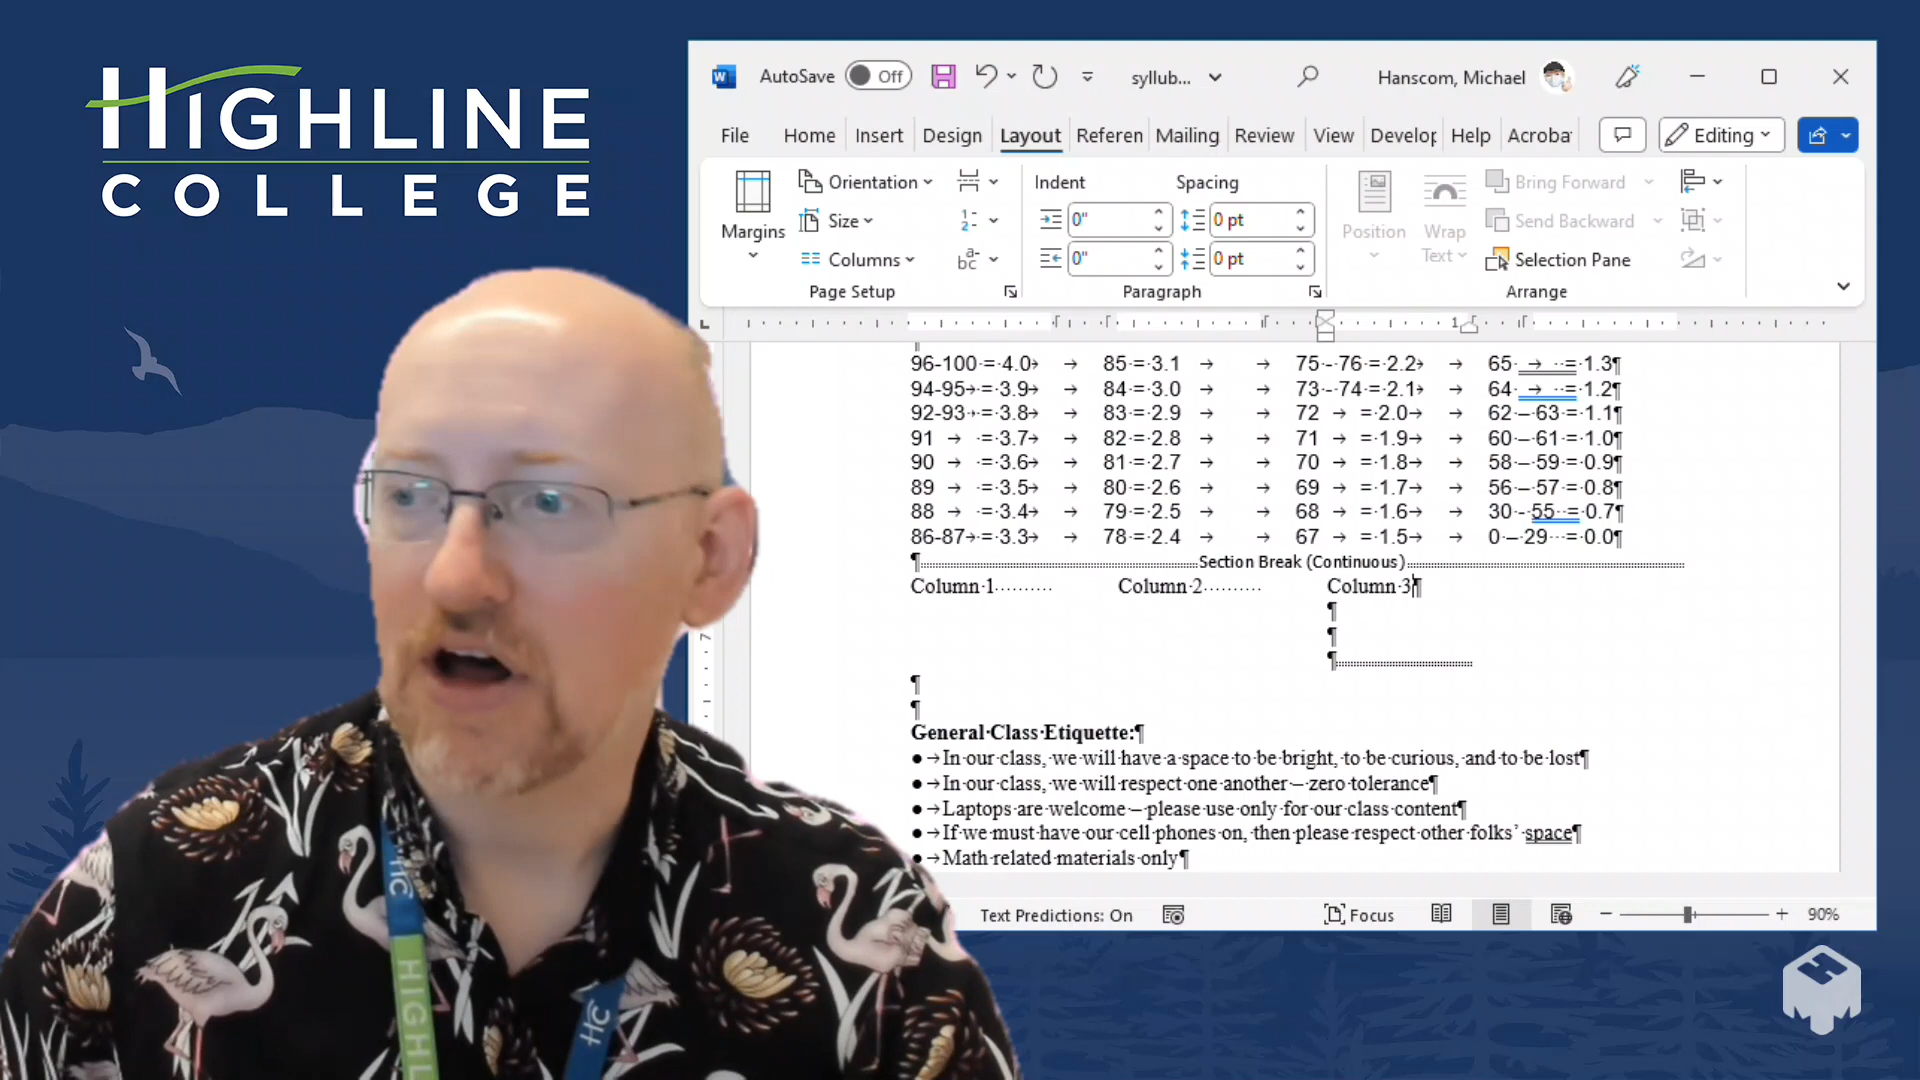 HIGHLINE
COLLEGE
AutoSave Off syllub... Hanscom, Michael
File Home Insert Design Layout Referen Mailing Review View Develop Help Acrobat Editing
Margins Orientation Size Columns
Page Setup
Indent Spacing
0" 0 pt
0" 0 pt
Paragraph
Position Wrap Text Bring Forward Send Backward Selection Pane
Arrange
1
96-100·=·4.0→ → 85·=·3.1 → → 75·-·76·=·2.2→ → 65· → ··=·1.3¶
94-95→·=·3.9→ → 84·=·3.0 → → 73·-·74·=·2.1→ → 64· → ··=·1.2¶
92-93→·=·3.8→ → 83·=·2.9 → → 72 → =·2.0→ → 62·–·63·=·1.1¶
91 → ·=·3.7→ → 82·=·2.8 → → 71 → =·1.9→ → 60·–·61·=·1.0¶
90 → ·=·3.6→ → 81·=·2.7 → → 70 → =·1.8→ → 58·–·59·=·0.9¶
89 → ·=·3.5→ → 80·=·2.6 → → 69 → =·1.7→ → 56·–·57·=·0.8¶
88 → ·=·3.4→ → 79·=·2.5 → → 68 → =·1.6→ → 30·-·55··=·0.7¶
86-87→·=·3.3→ → 78·=·2.4 → → 67 → =·1.5→ → 0·–·29···=·0.0¶
¶ Section Break (Continuous)
Column·1·········· Column·2·········· Column·3¶
¶
¶
¶
¶
¶
General·Class·Etiquette:¶
●→In·our·class,·we·will·have·a·space·to·be·bright,·to·be·curious,·and·to·be·lost¶
●→In·our·class,·we·will·respect·one·another·–·zero·tolerance¶
●→Laptops·are·welcome·–·please·use·only·for·our·class·content¶
●→If·we·must·have·our·cell·phones·on,·then·please·respect·other·folks’·space¶
●→Math·related·materials·only¶
7
Text Predictions: On Focus 90%
HC
HIGHL
HC